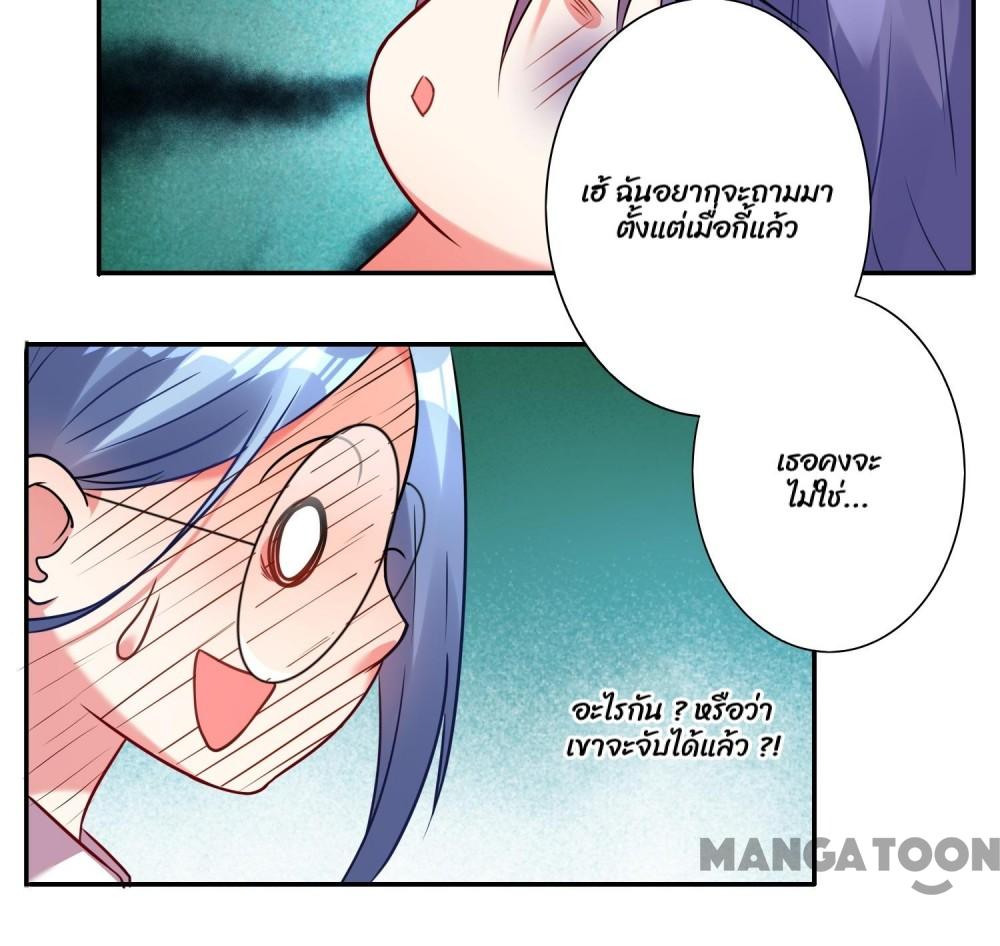 เฮ้ ฉันอยากจะถามมา
ตั้งแต่เมื่อกี้แล้ว
เธอคงจะ
ไม่ใช่...
อะไรกัน ? หรือว่า
เขาจะจับได้แล้ว ?!
MANGATOON